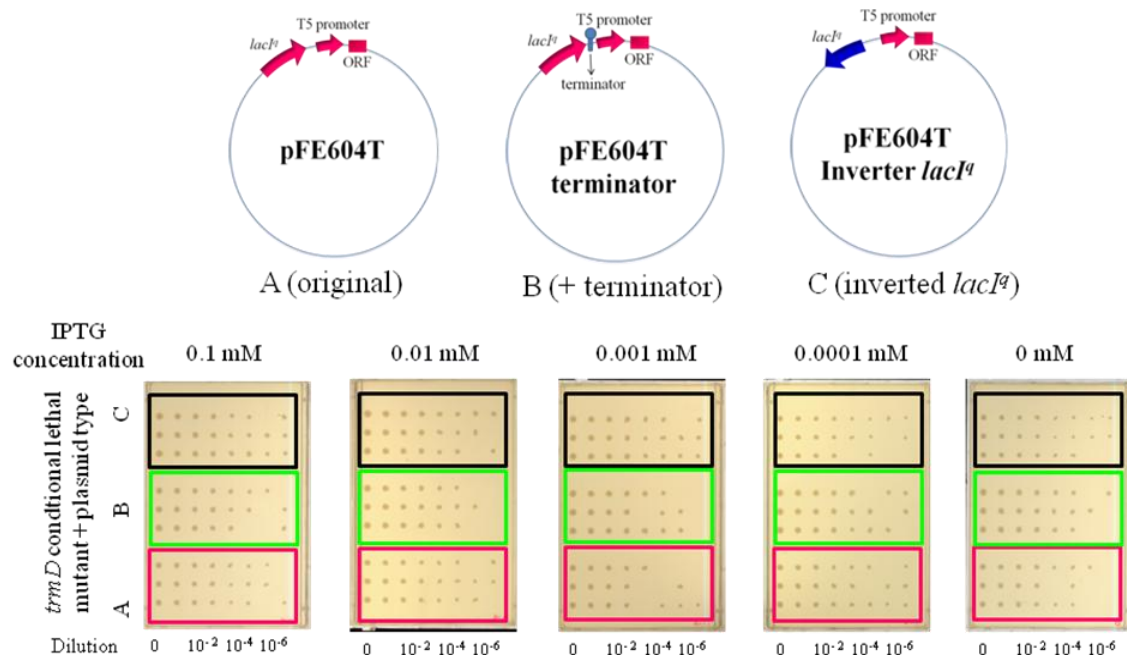 T5 promoter
lacIq
ORF
pFE604T
A (original)
T5 promoter
lacIq
ORF
terminator
pFE604T
terminator
B (+ terminator)
T5 promoter
lacIq
ORF
pFE604T
Inverter lacIq
C (inverted lacIq)
IPTG
concentration
0.1 mM
0.01 mM
0.001 mM
0.0001 mM
0 mM
trmD condtional lethal
mutant + plasmid type
C
B
A
Dilution
0 10-2 10-4 10-6
0 10-2 10-4 10-6
0 10-2 10-4 10-6
0 10-2 10-4 10-6
0 10-2 10-4 10-6